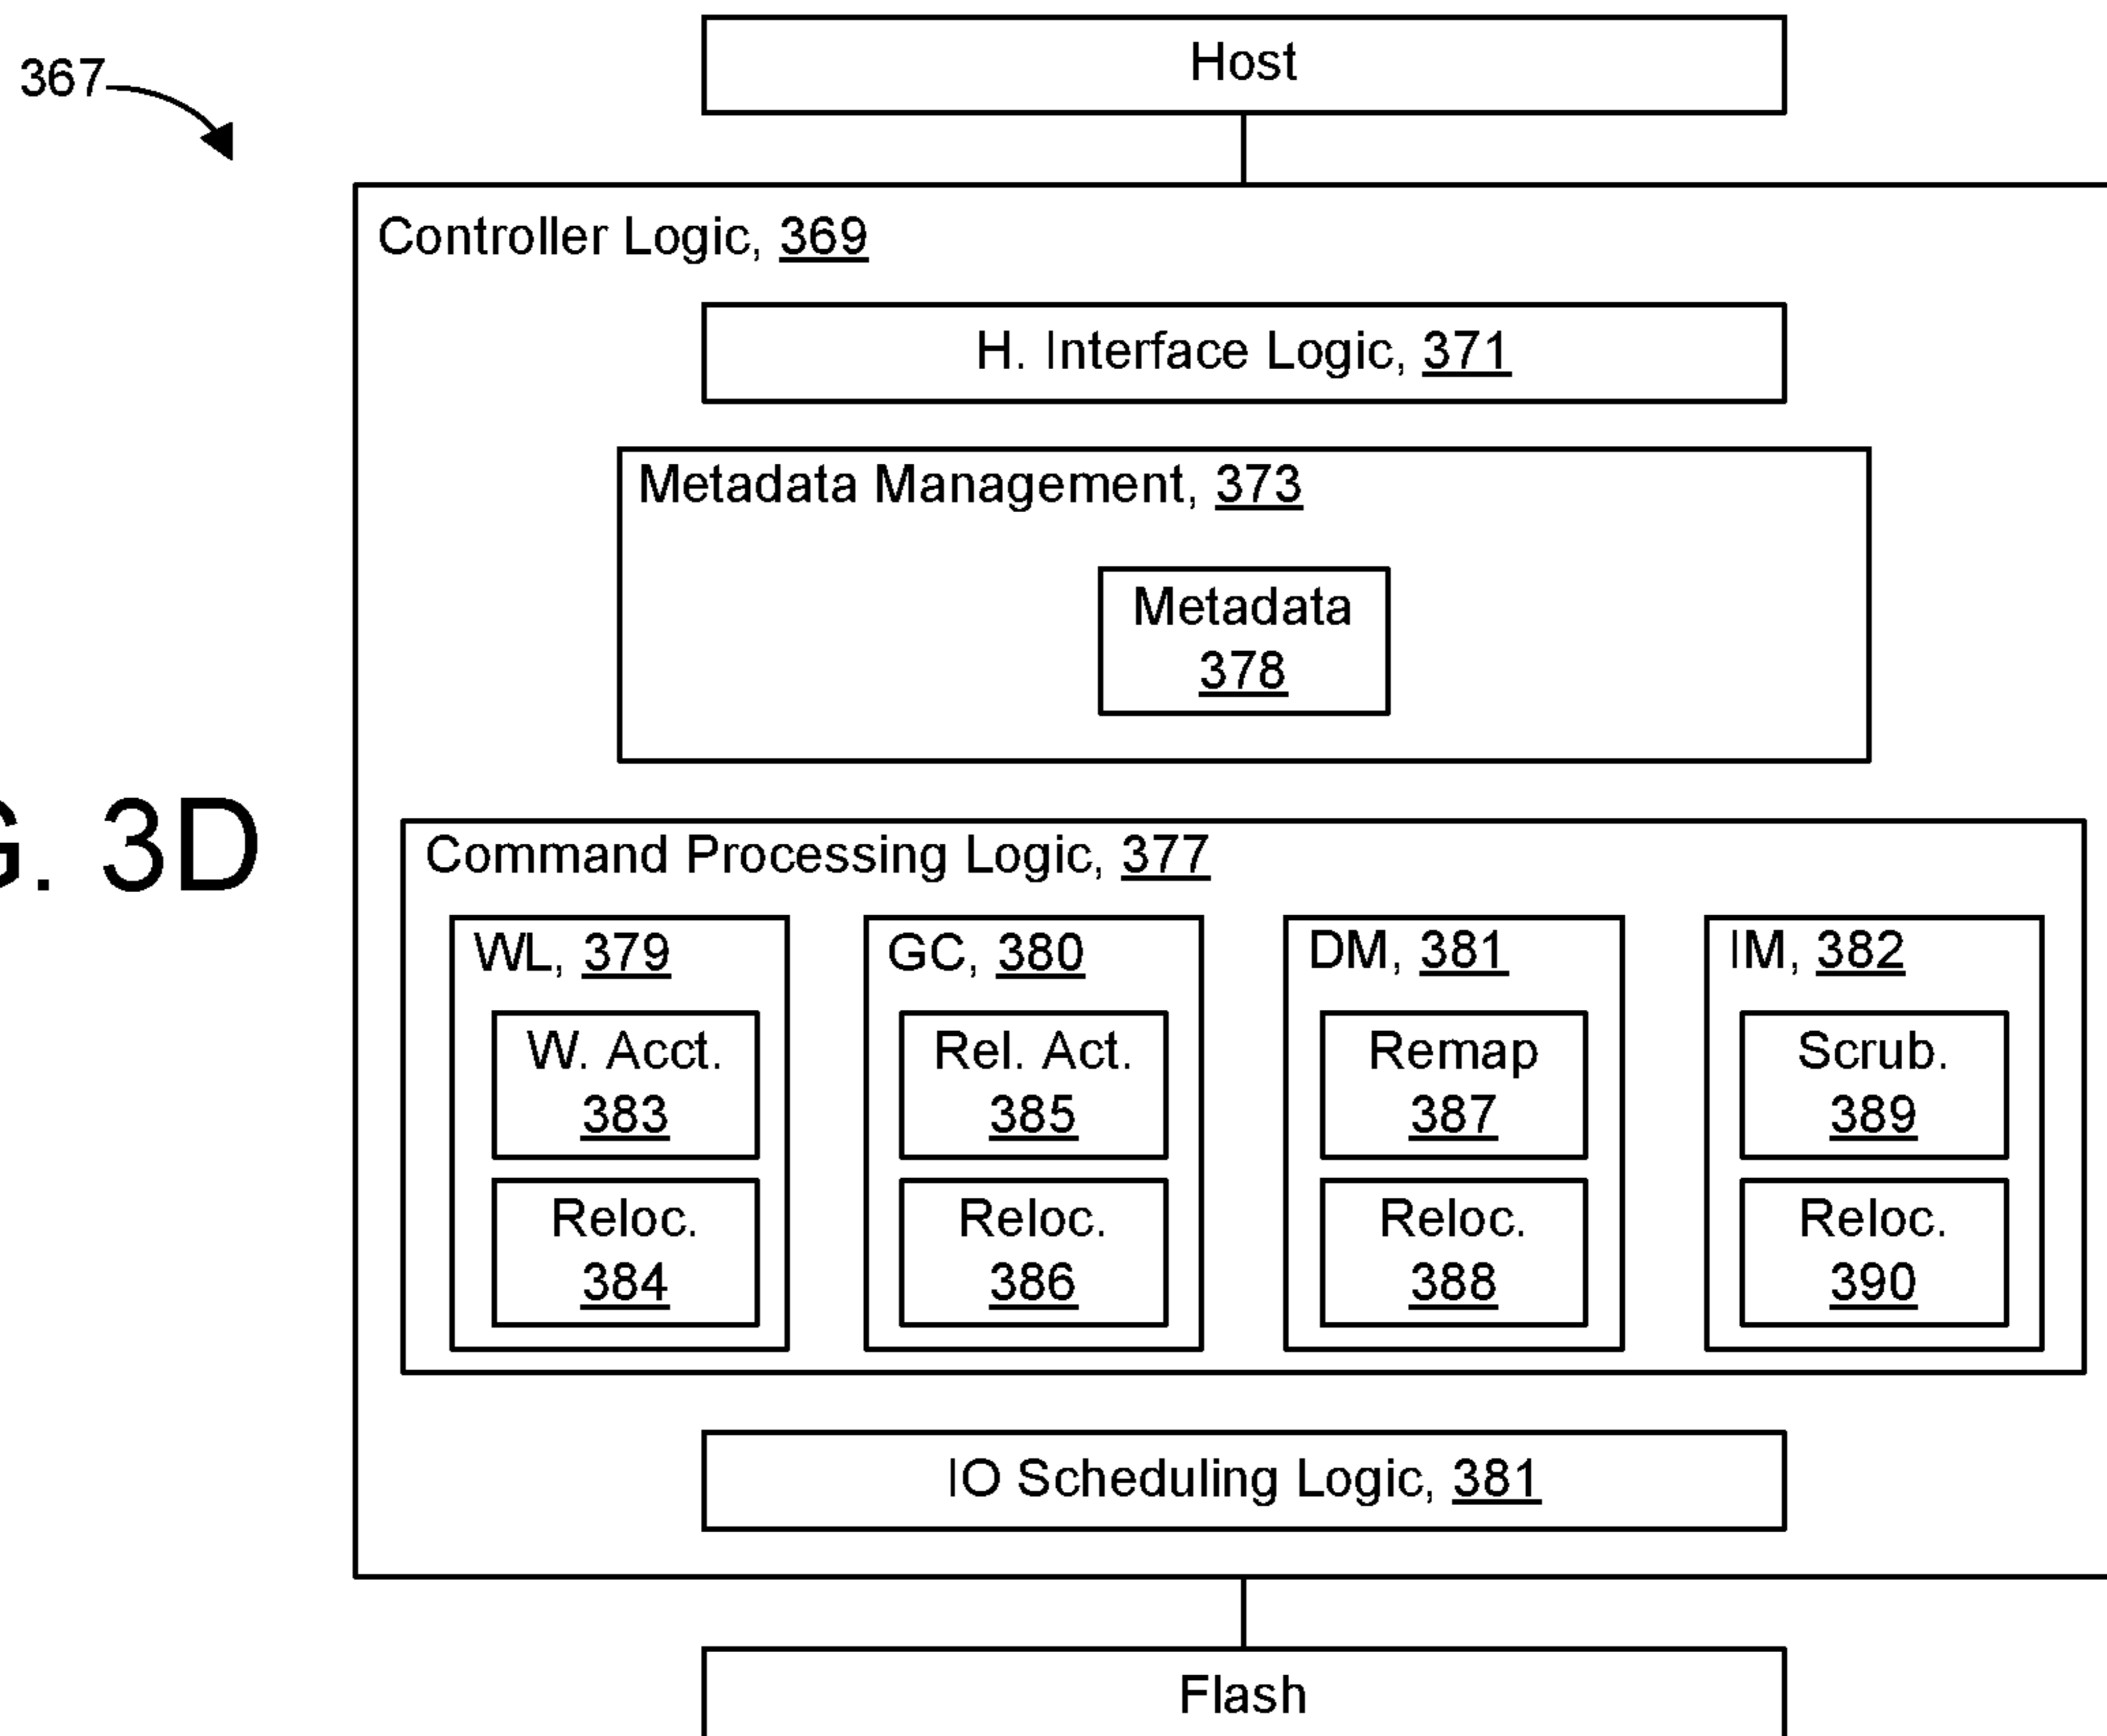 Host
367
Controller Logic, 369
H. Interface Logic, 371
Metadata Management, 373
Metadata
378
G. 3D
Command Processing Logic, 377
WL, 379
W. Acct.
383
Reloc.
384
GC, 380
Rel. Act.
385
Reloc.
386
DM, 381
Remap
387
Reloc.
388
IM, 382
Scrub.
389
Reloc.
390
IO Scheduling Logic, 381
Flash